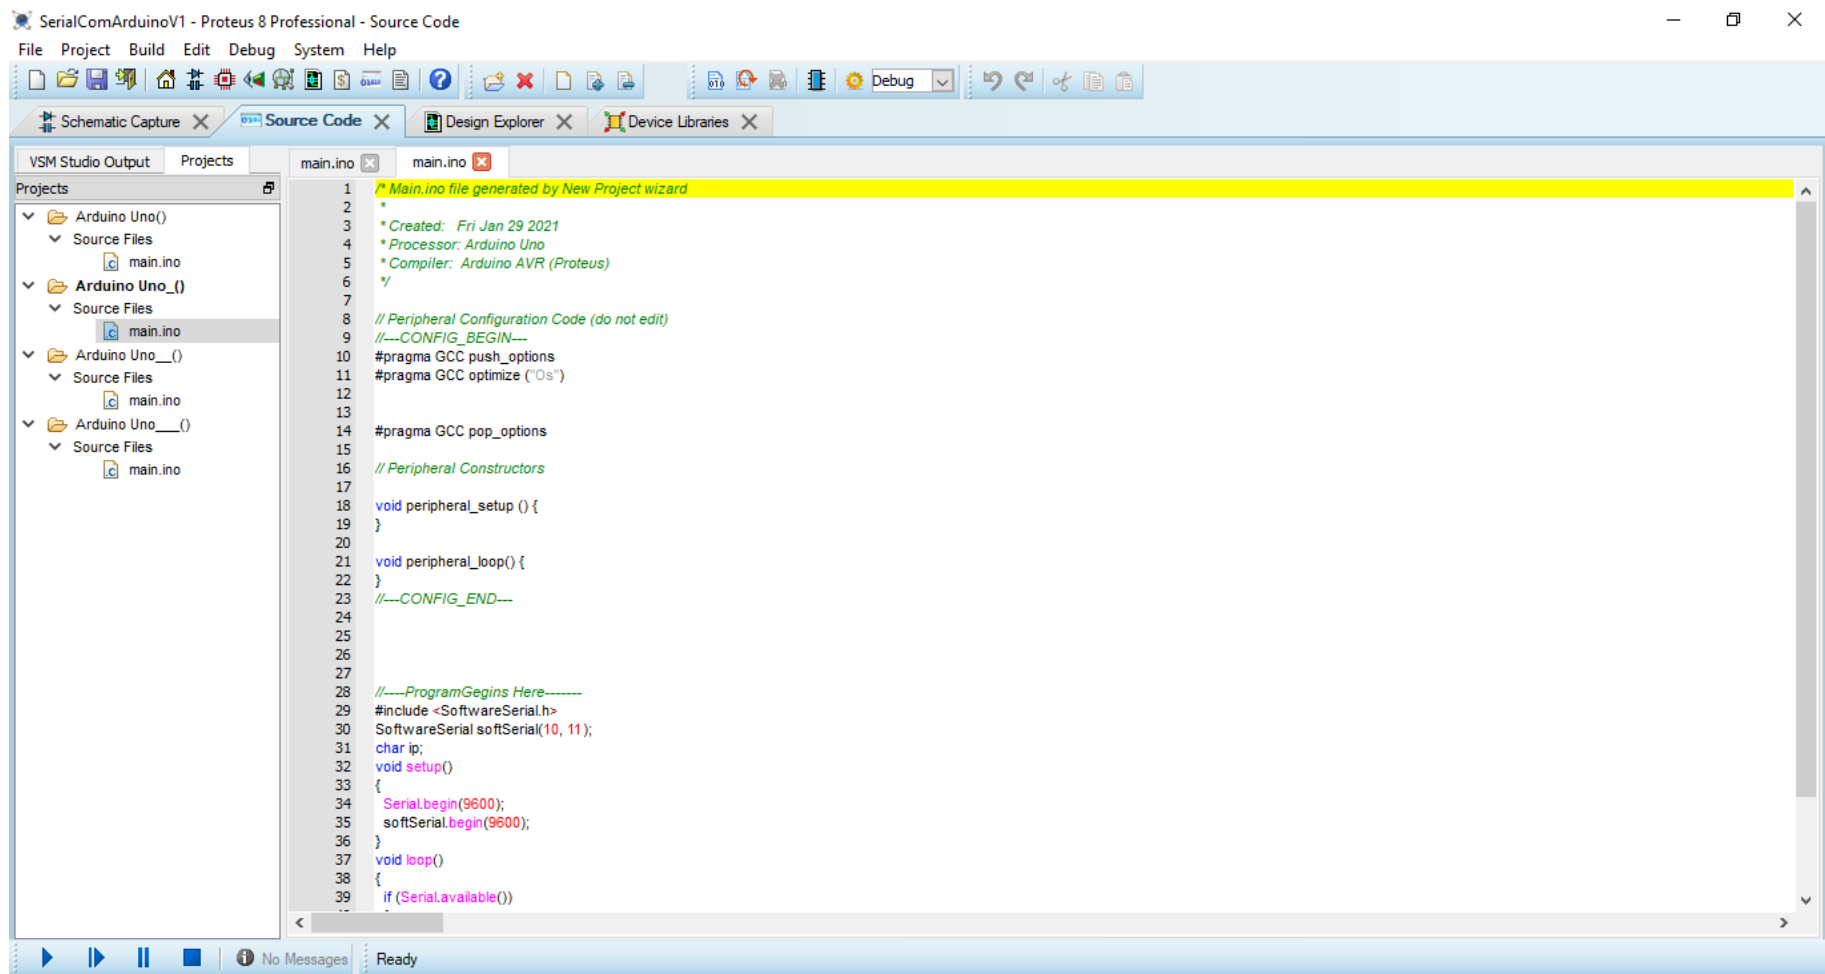 SerialComArduinoV1 - Proteus 8 Professional - Source Code
File Project Build Edit Debug System Help
Debug
Schematic Capture Source Code Design Explorer Device Libraries
VSM Studio Output Projects main.ino main.ino
Projects
Arduino Uno()
Source Files
main.ino
Arduino Uno_()
Source Files
main.ino
Arduino Uno__()
Source Files
main.ino
Arduino Uno___()
Source Files
main.ino
1 /* Main.ino file generated by New Project wizard
2 *
3 * Created: Fri Jan 29 2021
4 * Processor: Arduino Uno
5 * Compiler: Arduino AVR (Proteus)
6 */
7
8 // Peripheral Configuration Code (do not edit)
9 //---CONFIG_BEGIN---
10 #pragma GCC push_options
11 #pragma GCC optimize ("Os")
12
13
14 #pragma GCC pop_options
15
16 // Peripheral Constructors
17
18 void peripheral_setup () {
19 }
20
21 void peripheral_loop() {
22 }
23 //---CONFIG_END---
24
25
26
27
28 //----ProgramGegins Here-------
29 #include <SoftwareSerial.h>
30 SoftwareSerial softSerial(10, 11);
31 char ip;
32 void setup()
33 {
34 Serial.begin(9600);
35 softSerial.begin(9600);
36 }
37 void loop()
38 {
39 if (Serial.available())
No Messages Ready